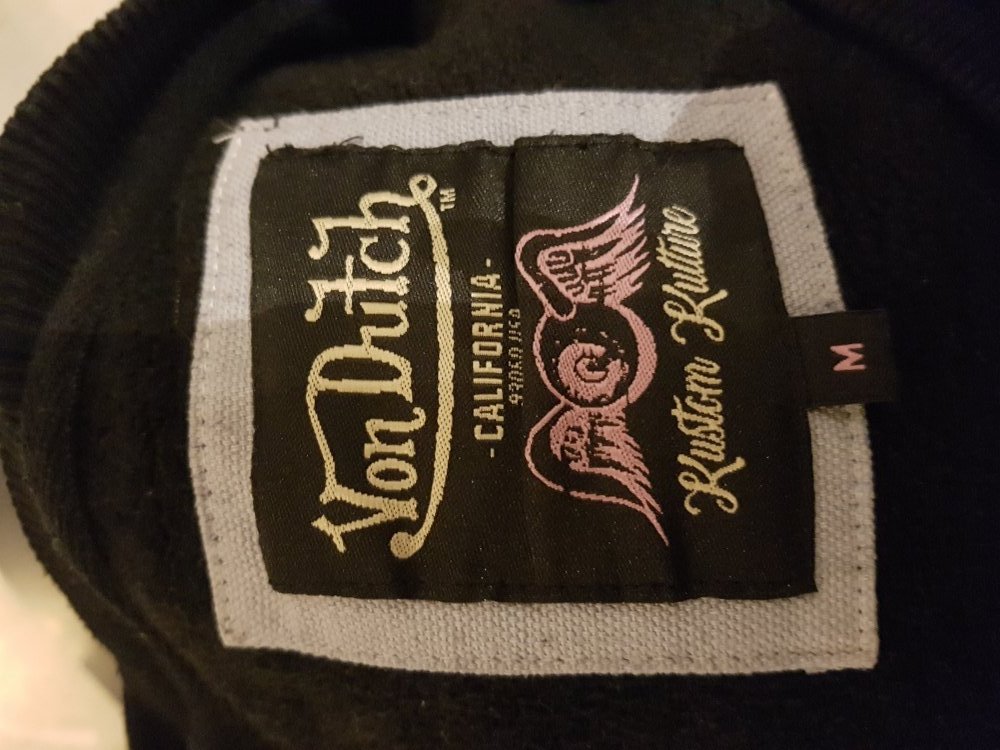 Von Dutch
TM
-CALIFORNIA-
Kustom Kulture
M